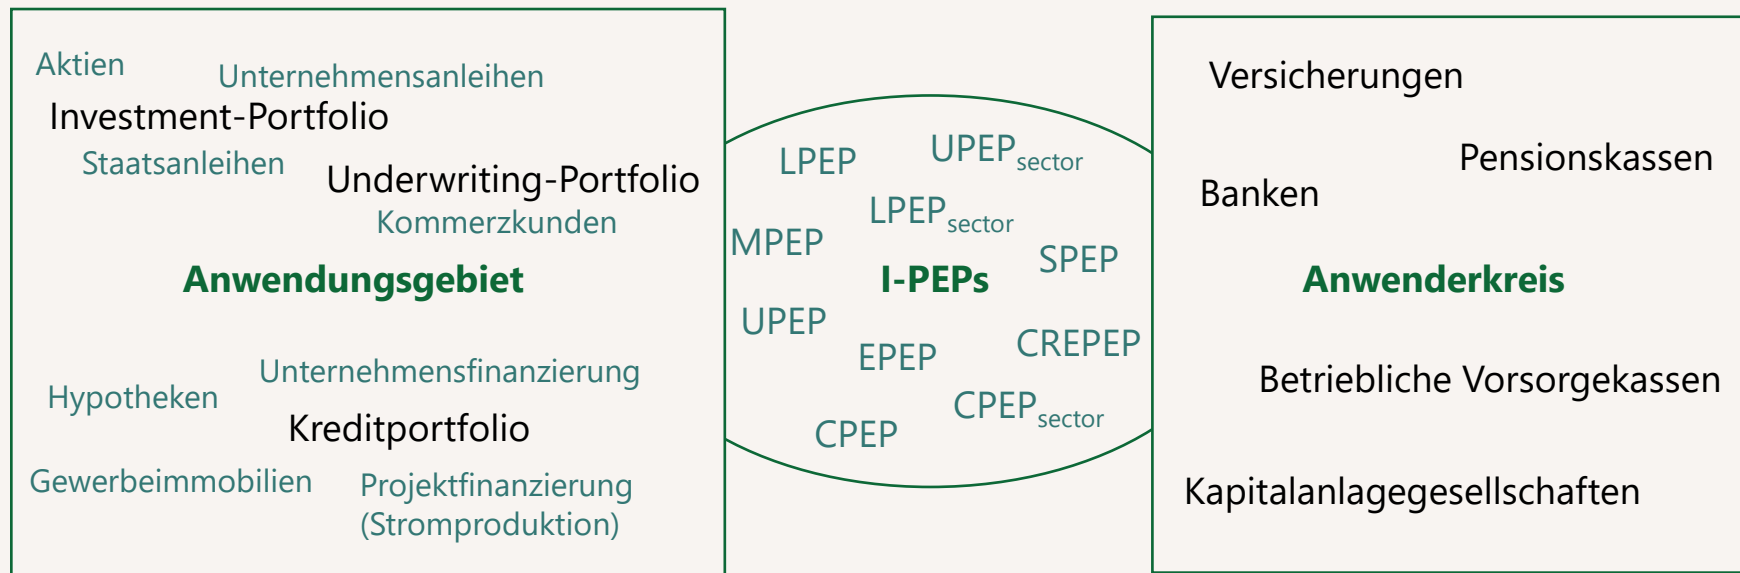 Aktien
Unternehmensanleihen
Investment-Portfolio
Staatsanleihen
Underwriting-Portfolio
Kommerzkunden
Anwendungsgebiet
Unternehmensfinanzierung
Hypotheken
Kreditportfolio
Gewerbeimmobilien
Projektfinanzierung
(Stromproduktion)
LPEP
UPEPsector
LPEPsector
MPEP
SPEP
I-PEPs
UPEP
EPEP
CREPEP
CPEPsector
CPEP
Versicherungen
Pensionskassen
Banken
Anwenderkreis
Betriebliche Vorsorgekassen
Kapitalanlagegesellschaften